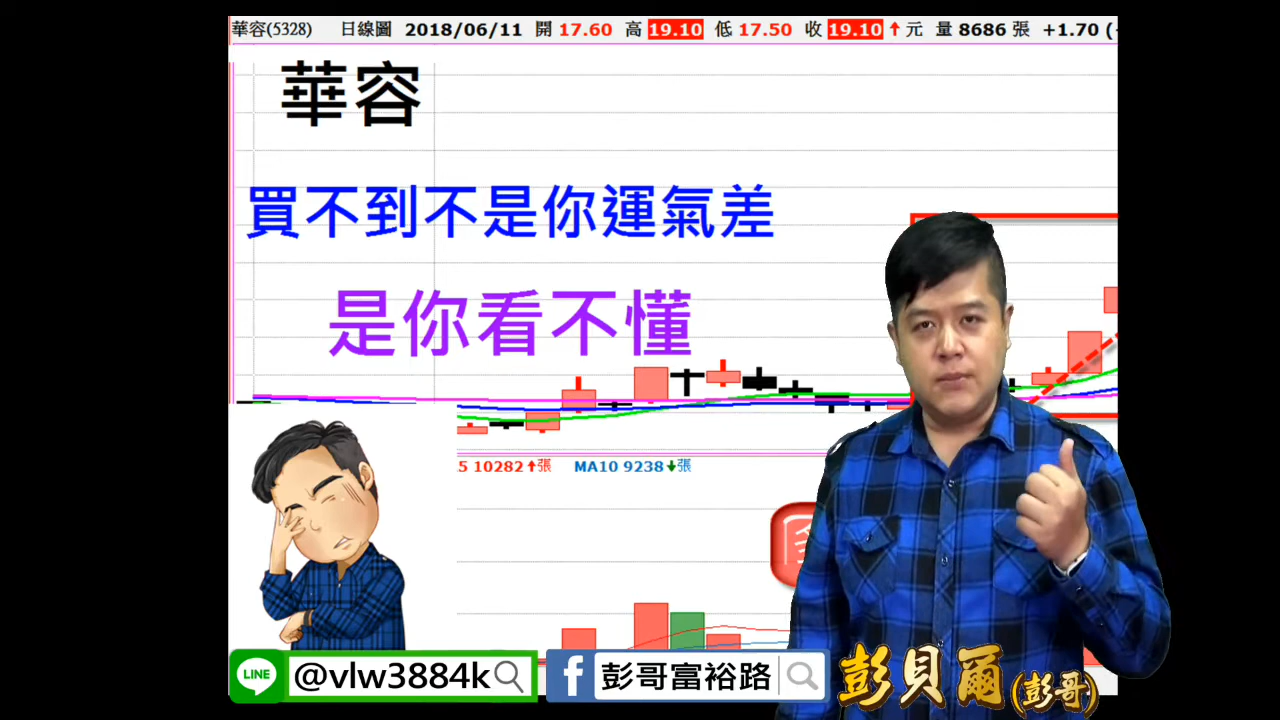 華容(5328) 日線圖 2018/06/11 開 17.60 高 19.10 低 17.50 收 19.10 ↑ 元 量 8686 張 +1.70 (
華容
買不到不是你運氣差
是你看不懂
5 10282↑張 MA10 9238↓張
LINE @vlw3884k
f 彭哥富裕路
彭貝爾(彭哥)